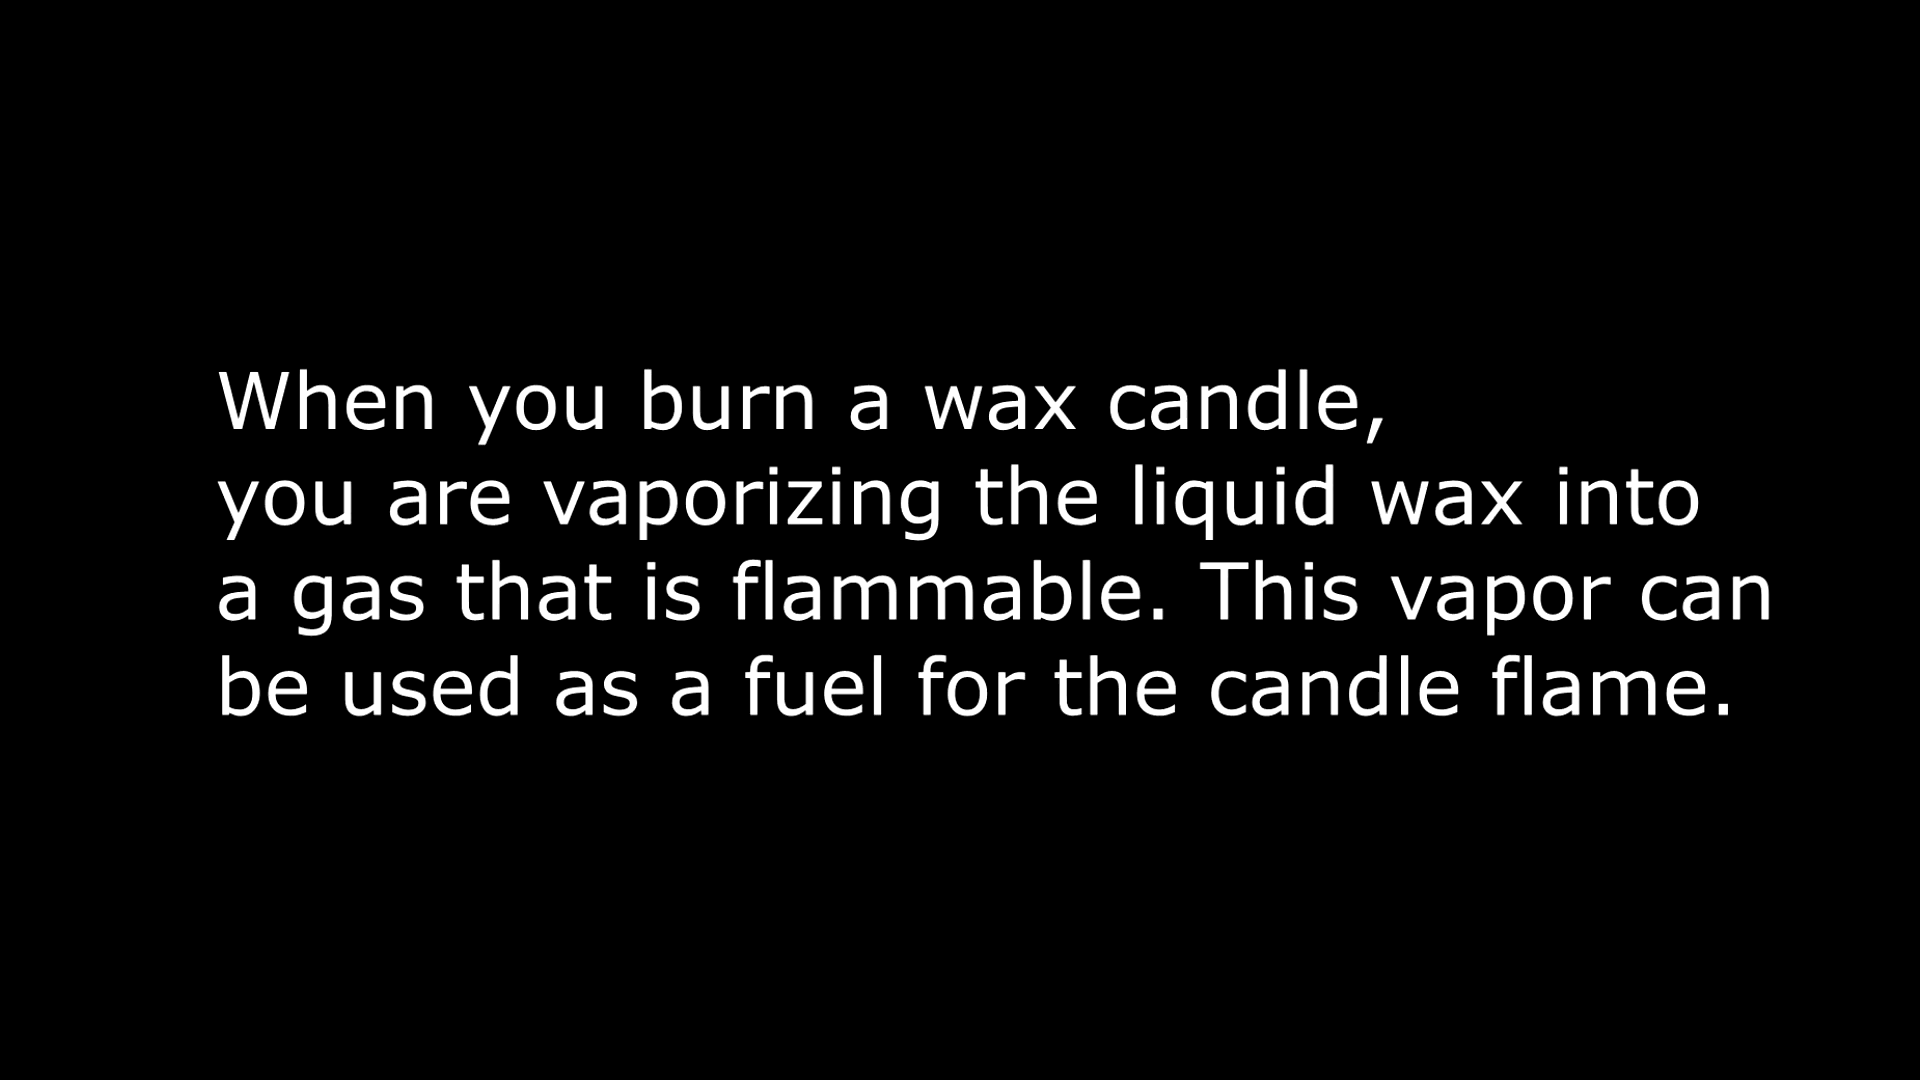 When you burn a wax candle,
you are vaporizing the liquid wax into
a gas that is flammable. This vapor can
be used as a fuel for the candle flame.